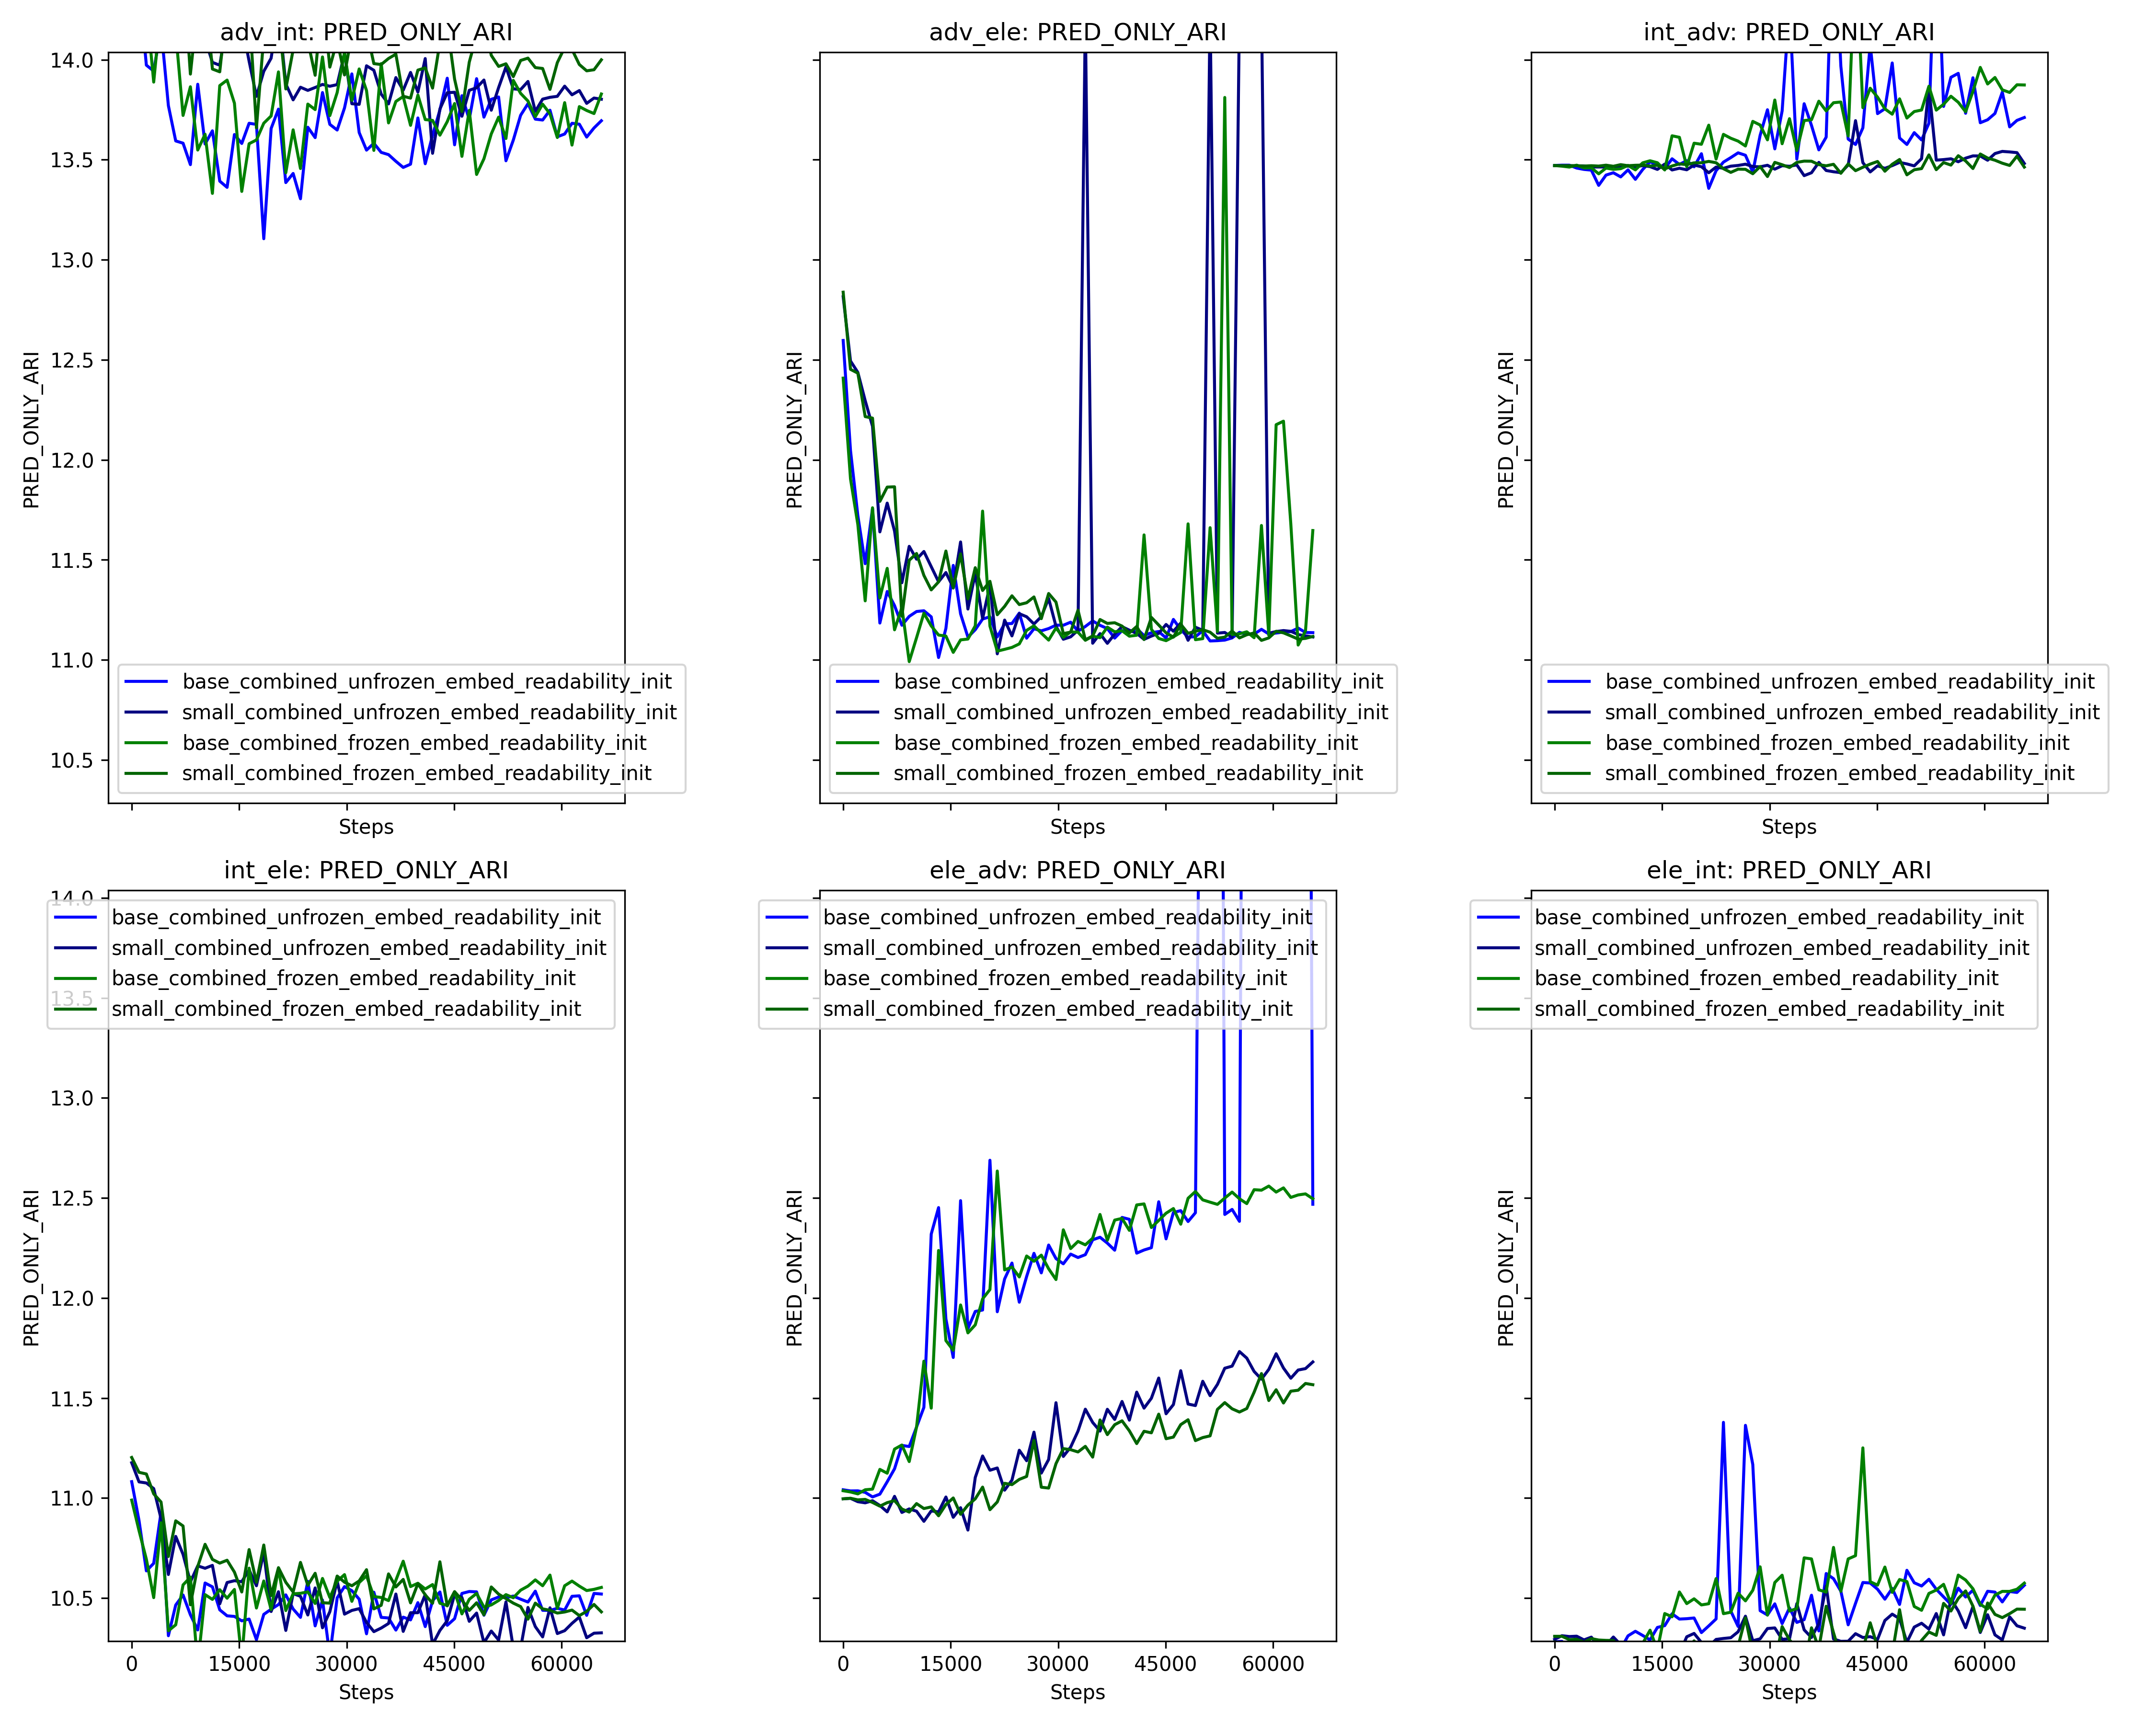 adv_int: PRED_ONLY_ARI
14.0
13.5
13.0
12.5
12.0
11.5
11.0
10.5
PRED_ONLY_ARI
base_combined_unfrozen_embed_readability_init
small_combined_unfrozen_embed_readability_init
base_combined_frozen_embed_readability_init
small_combined_frozen_embed_readability_init
Steps
adv_ele: PRED_ONLY_ARI
PRED_ONLY_ARI
base_combined_unfrozen_embed_readability_init
small_combined_unfrozen_embed_readability_init
base_combined_frozen_embed_readability_init
small_combined_frozen_embed_readability_init
Steps
int_adv: PRED_ONLY_ARI
PRED_ONLY_ARI
base_combined_unfrozen_embed_readability_init
small_combined_unfrozen_embed_readability_init
base_combined_frozen_embed_readability_init
small_combined_frozen_embed_readability_init
Steps
int_ele: PRED_ONLY_ARI
14.0
base_combined_unfrozen_embed_readability_init
small_combined_unfrozen_embed_readability_init
base_combined_frozen_embed_readability_init
13.5
small_combined_frozen_embed_readability_init
13.0
12.5
12.0
11.5
11.0
10.5
PRED_ONLY_ARI
0 15000 30000 45000 60000
Steps
ele_adv: PRED_ONLY_ARI
base_combined_unfrozen_embed_readability_init
small_combined_unfrozen_embed_readability_init
base_combined_frozen_embed_readability_init
small_combined_frozen_embed_readability_init
PRED_ONLY_ARI
0 15000 30000 45000 60000
Steps
ele_int: PRED_ONLY_ARI
base_combined_unfrozen_embed_readability_init
small_combined_unfrozen_embed_readability_init
base_combined_frozen_embed_readability_init
small_combined_frozen_embed_readability_init
PRED_ONLY_ARI
0 15000 30000 45000 60000
Steps